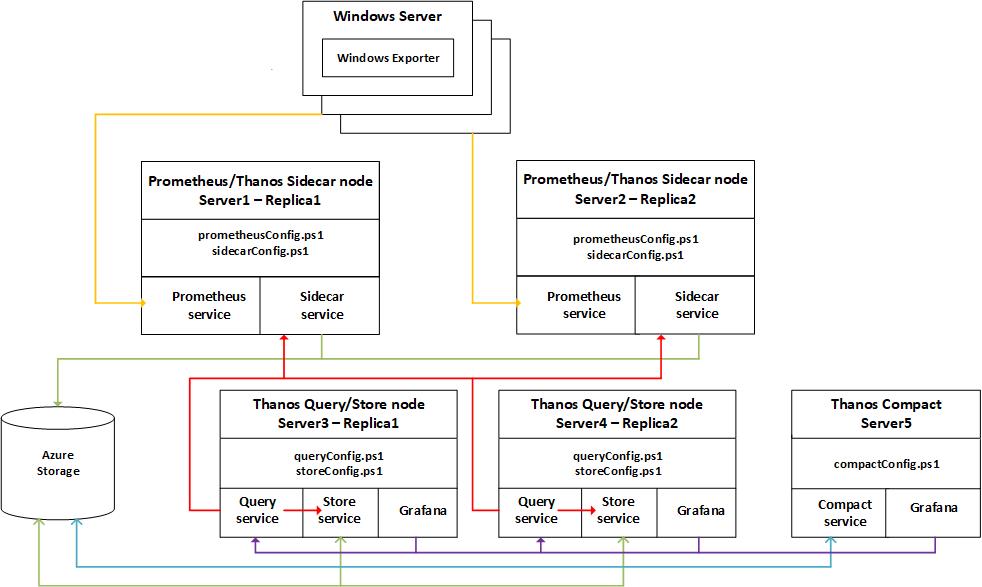 Windows Server
Windows Exporter
Prometheus/Thanos Sidecar node
Server1 – Replica1
prometheusConfig.ps1
sidecarConfig.ps1
Prometheus
service
Sidecar
service
Prometheus/Thanos Sidecar node
Server2 – Replica2
prometheusConfig.ps1
sidecarConfig.ps1
Prometheus
service
Sidecar
service
Azure
Storage
Thanos Query/Store node
Server3 – Replica1
queryConfig.ps1
storeConfig.ps1
Query
service
Store
service
Grafana
Thanos Query/Store node
Server4 – Replica2
queryConfig.ps1
storeConfig.ps1
Query
service
Store
service
Grafana
Thanos Compact
Server5
compactConfig.ps1
Compact
service
Grafana